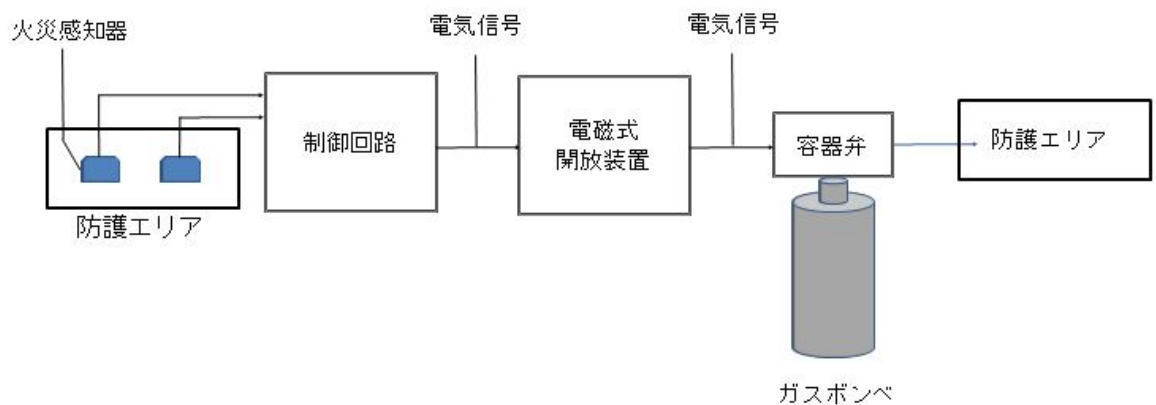 火災感知器
電気信号
電気信号
制御回路
電磁式
開放装置
容器弁
防護エリア
防護エリア
ガスボンベ